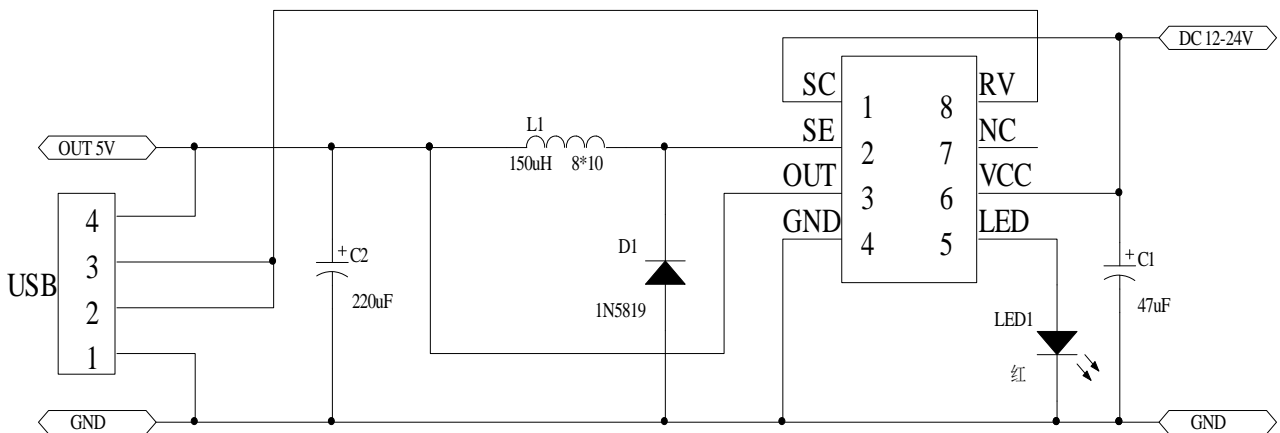 DC 12-24V
SC
1
8
RV
SE
2
7
NC
OUT
3
6
VCC
GND
4
5
LED
L1
150uH
8*10
OUT 5V
USB
4
3
2
1
+
C2
220uF
D1
1N5819
LED1
红
+
C1
47uF
GND
GND